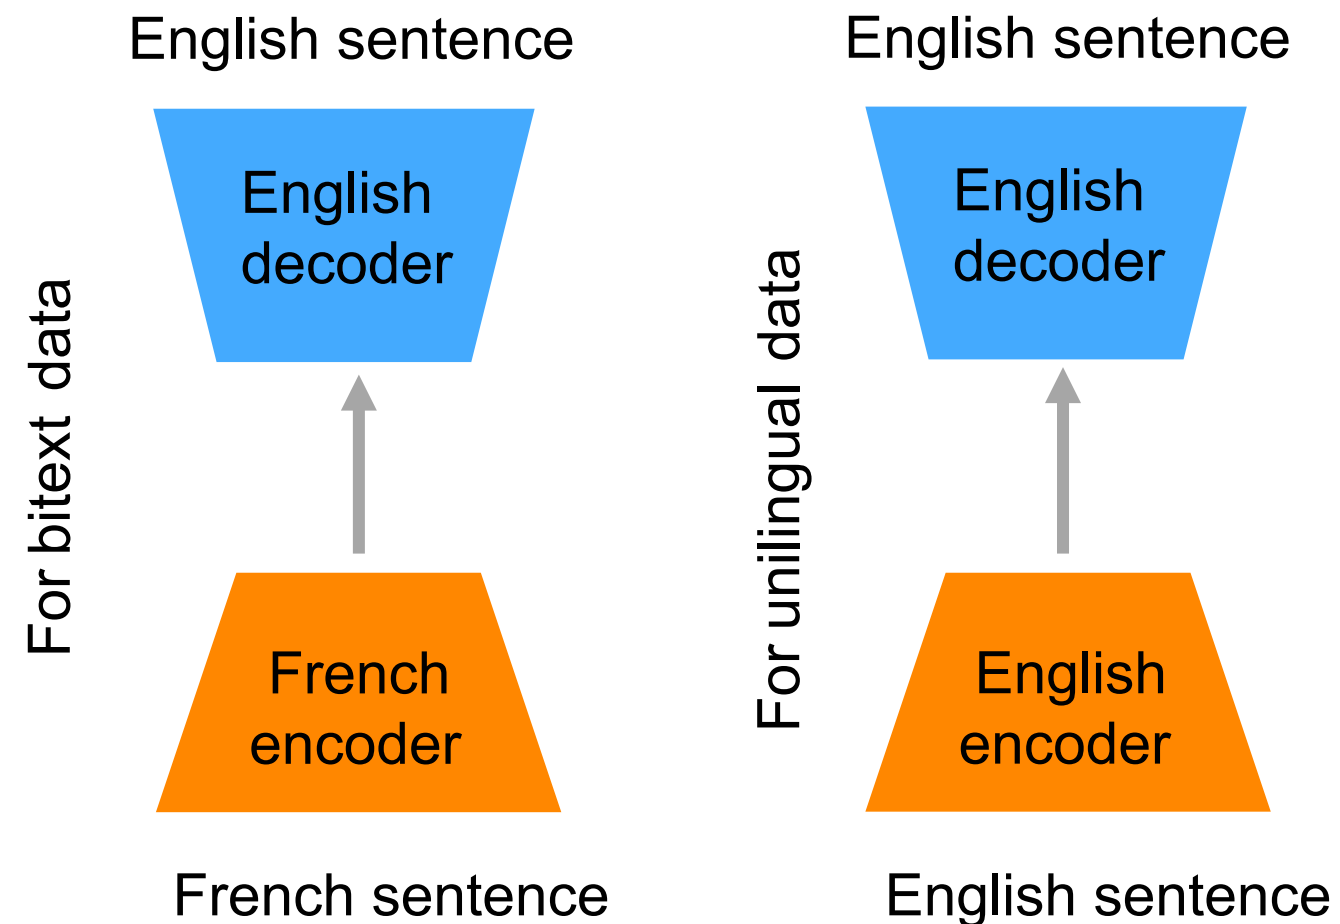 English sentence
English
decoder
For bitext data
French
encoder
French sentence
English sentence
English
decoder
For unilingual data
English
encoder
English sentence